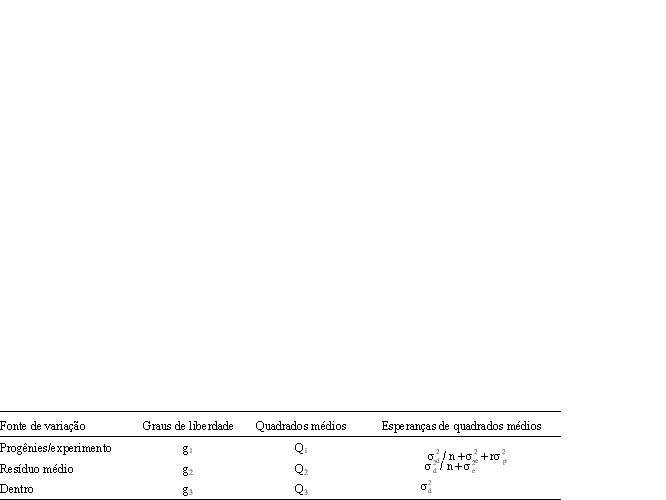 Fonte de variação Graus de liberdade Quadrados médios Esperanças de quadrados médios
Progênies/experimento g₁ Q₁ σ²d / n + σ²e + rσ²p
Resíduo médio g₂ Q₂ σ²d / n + σ²e
Dentro g₃ Q₃ σ²d